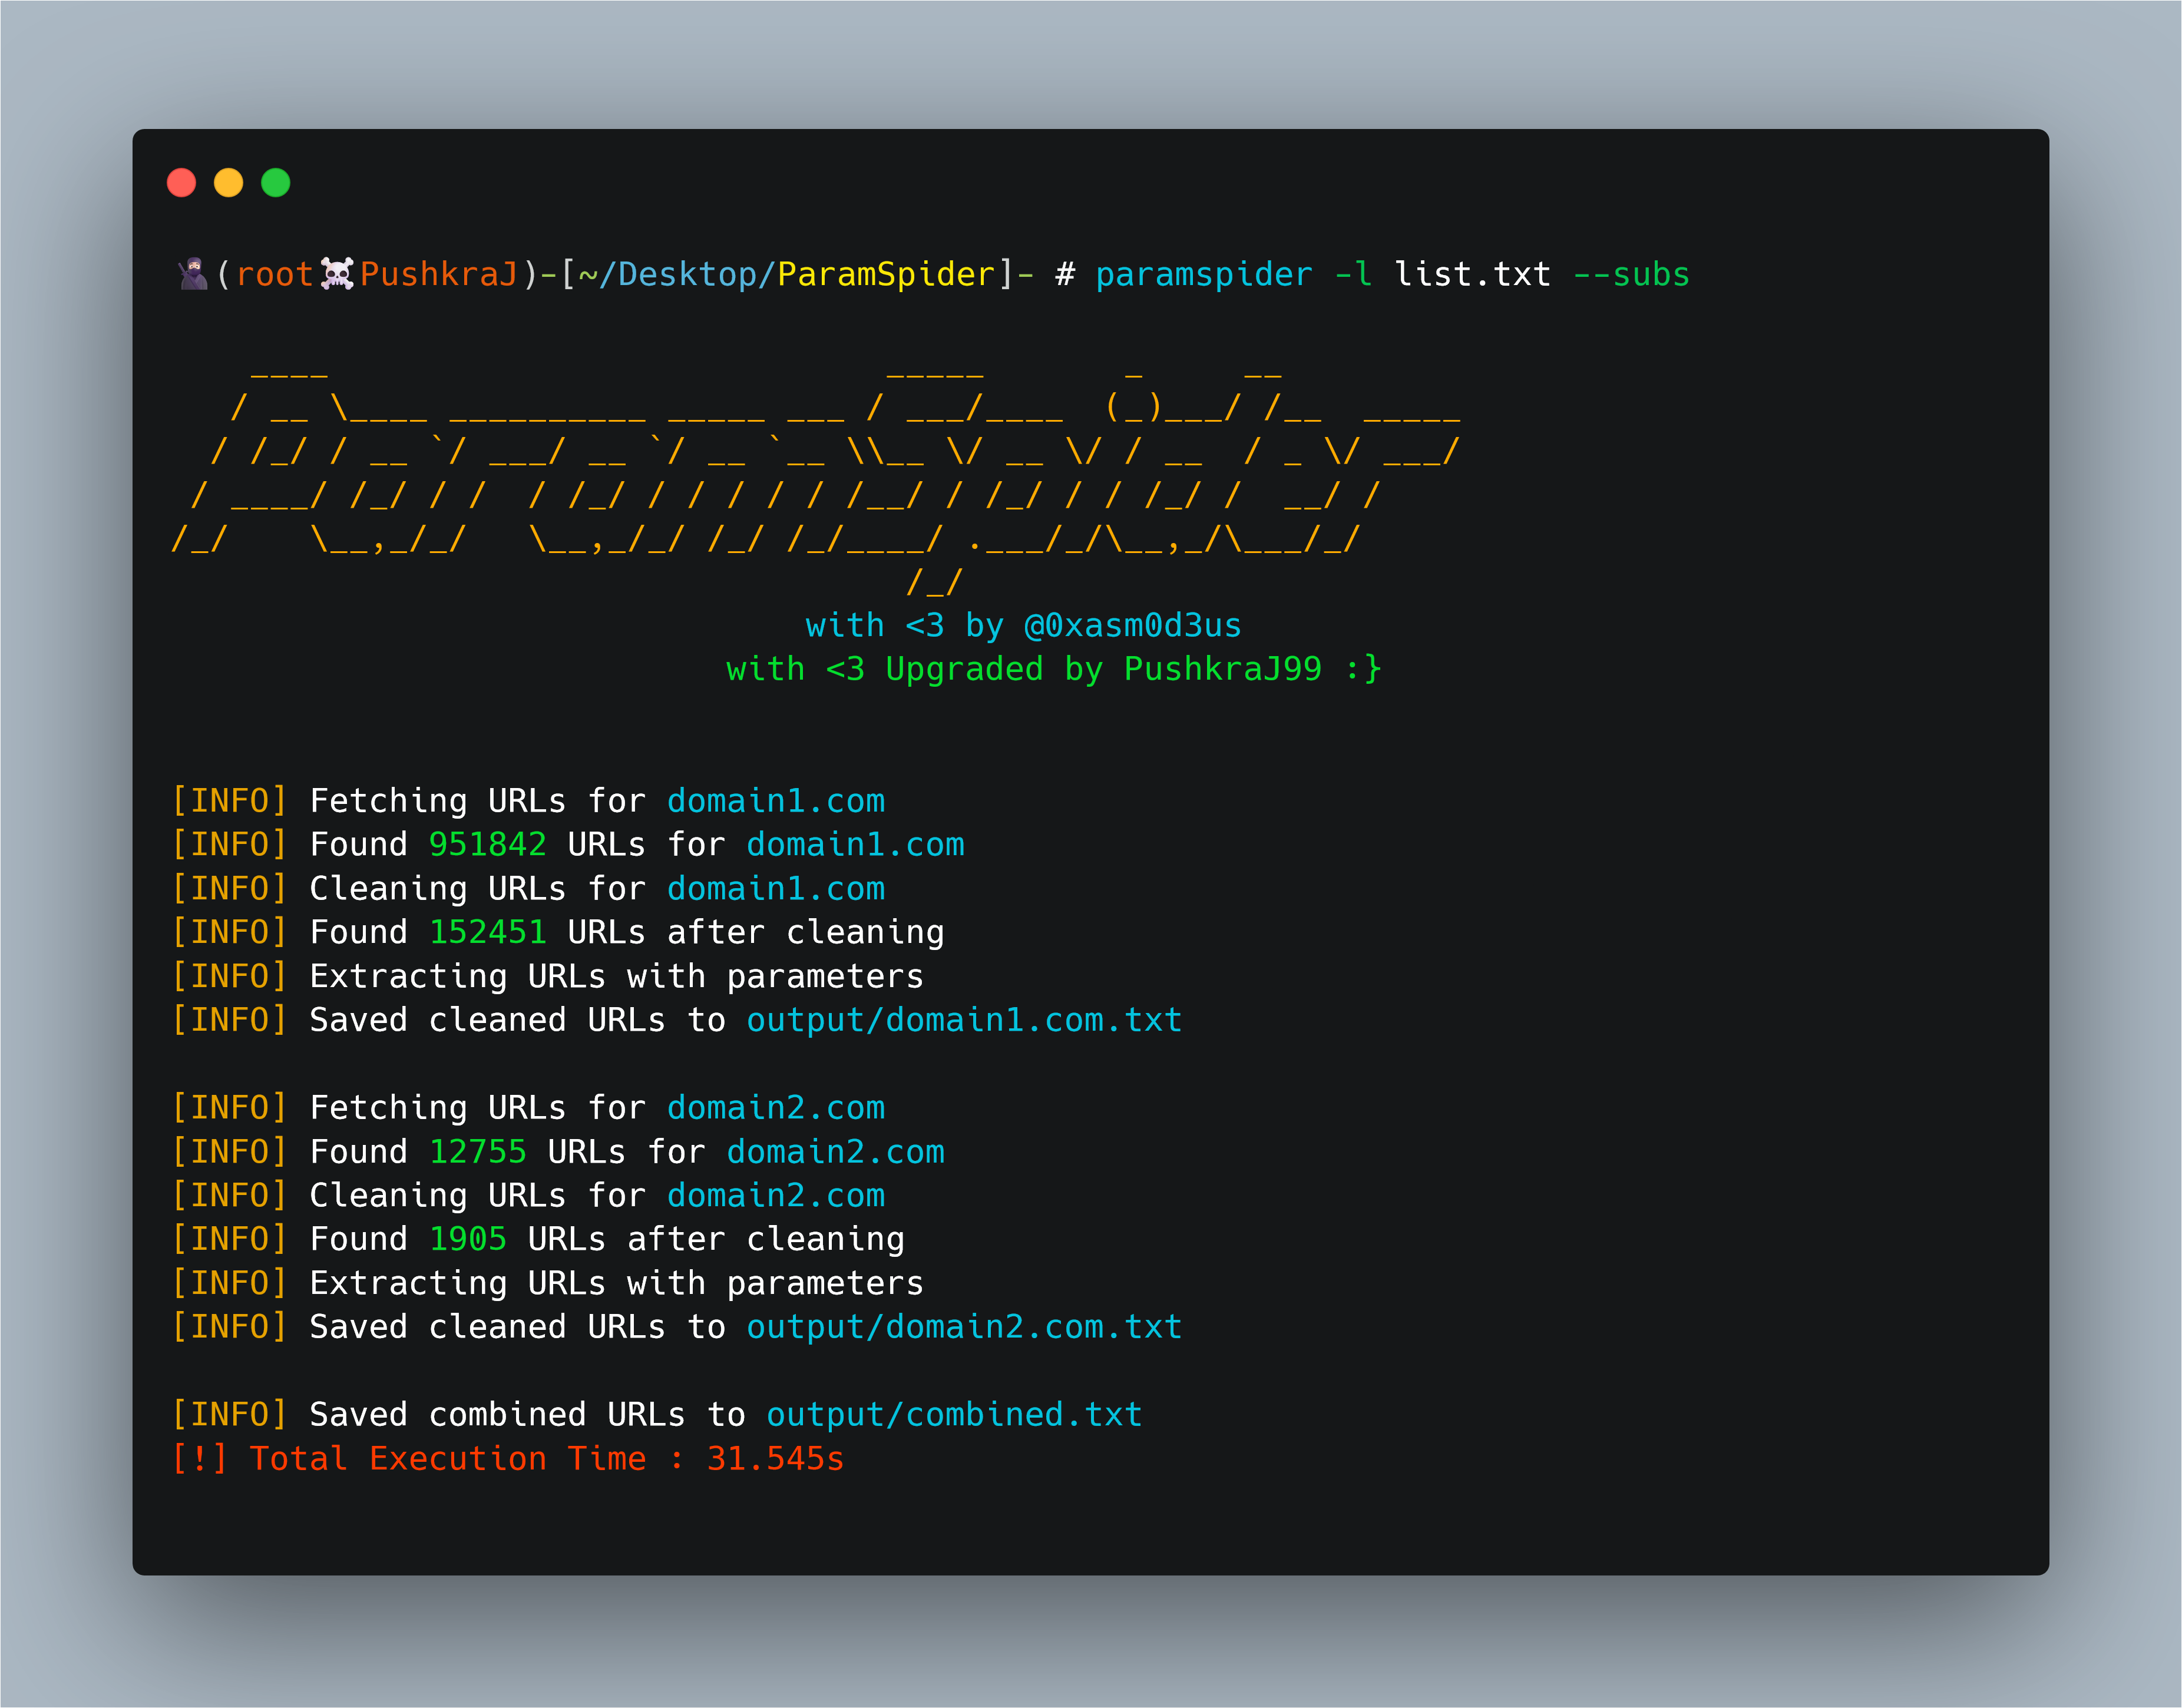 🥷(root☠️PushkraJ)-[~/Desktop/ParamSpider]- # paramspider -l list.txt --subs
    ____                            _____       _     __
   / __ \____ __________ _____ ___ / ___/____  (_)___/ /__  _____
  / /_/ / __ `/ ___/ __ `/ __ `__ \\__ \/ __ \/ / __  / _ \/ ___/
 / ____/ /_/ / /  / /_/ / / / / / /__/ / /_/ / / /_/ /  __/ /
/_/    \__,_/_/   \__,_/_/ /_/ /_/____/ .___/_/\__,_/\___/_/
                                     /_/
with <3 by @0xasm0d3us
with <3 Upgraded by PushkraJ99 :}
[INFO] Fetching URLs for domain1.com
[INFO] Found 951842 URLs for domain1.com
[INFO] Cleaning URLs for domain1.com
[INFO] Found 152451 URLs after cleaning
[INFO] Extracting URLs with parameters
[INFO] Saved cleaned URLs to output/domain1.com.txt
[INFO] Fetching URLs for domain2.com
[INFO] Found 12755 URLs for domain2.com
[INFO] Cleaning URLs for domain2.com
[INFO] Found 1905 URLs after cleaning
[INFO] Extracting URLs with parameters
[INFO] Saved cleaned URLs to output/domain2.com.txt
[INFO] Saved combined URLs to output/combined.txt
[!] Total Execution Time : 31.545s